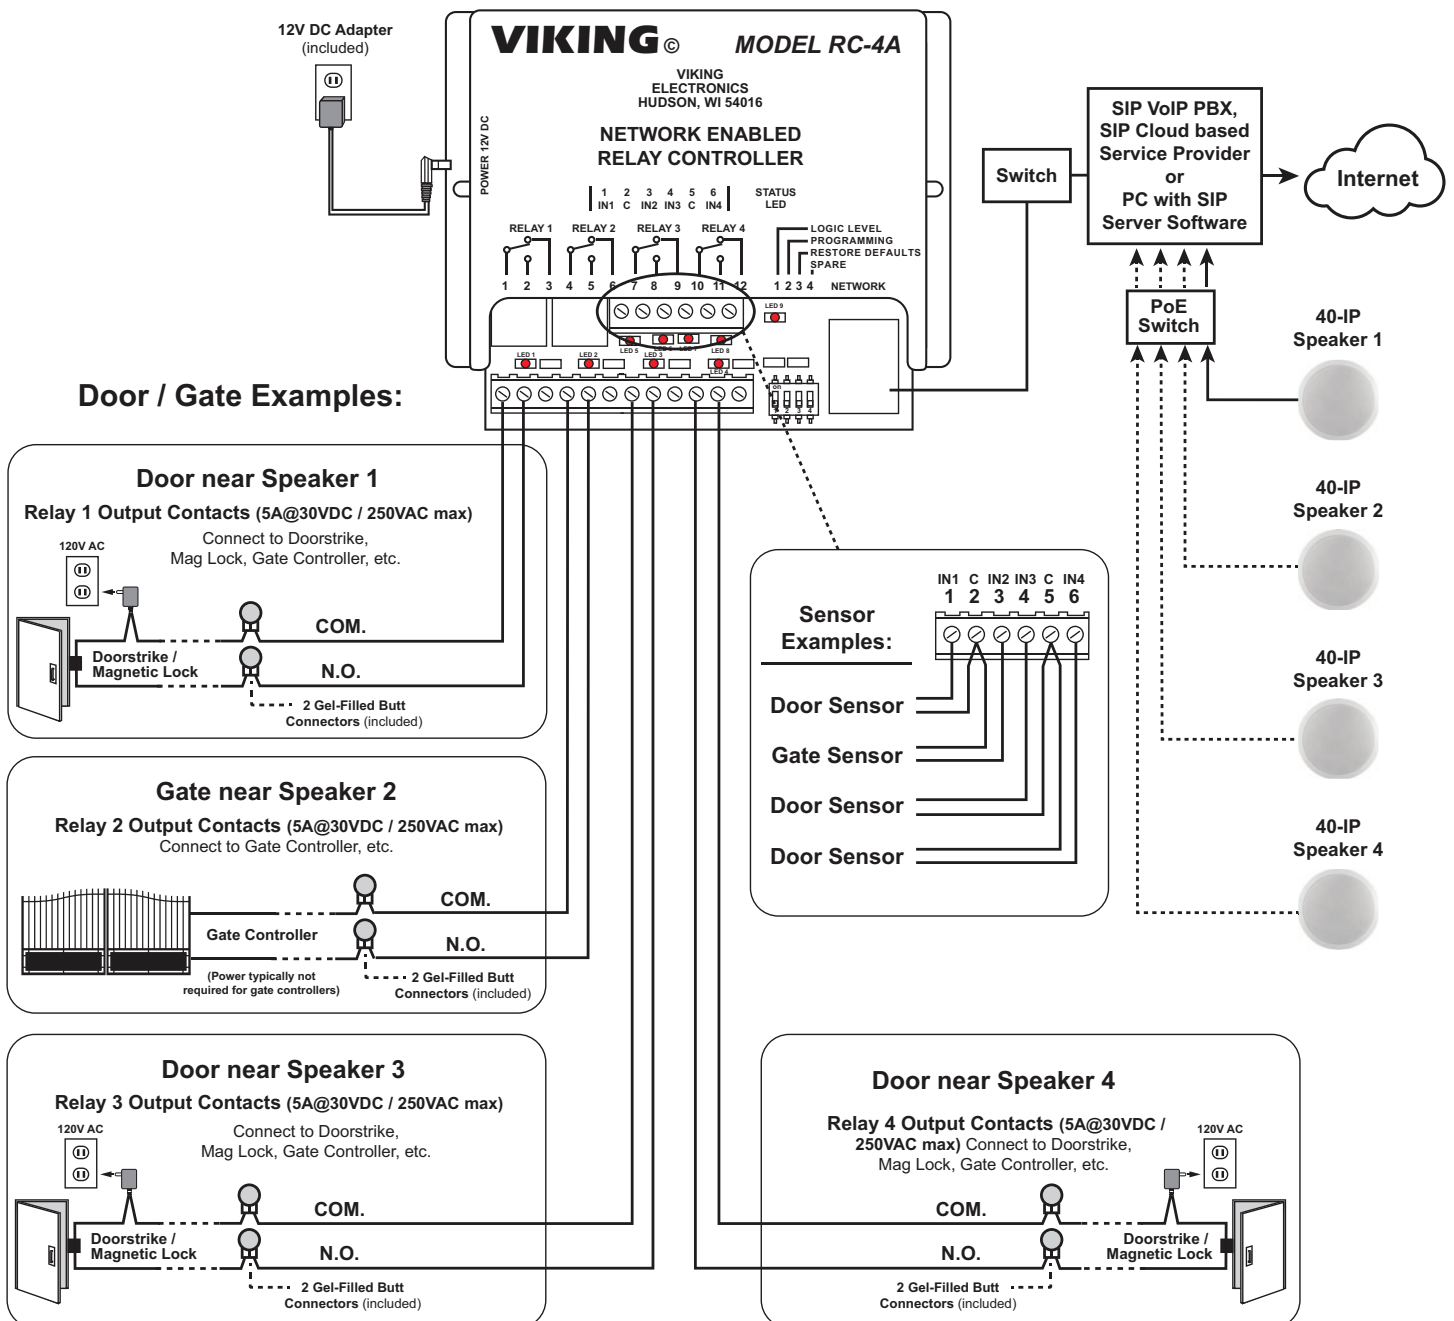 12V DC Adapter
(included)
POWER 12V DC
VIKING©
MODEL RC-4A
VIKING
ELECTRONICS
HUDSON, WI 54016
NETWORK ENABLED
RELAY CONTROLLER
1 2 3 4 5 6
IN1 C IN2 IN3 C IN4
STATUS
LED
RELAY 1 RELAY 2 RELAY 3 RELAY 4
LOGIC LEVEL
PROGRAMMING
RESTORE DEFAULTS
SPARE
1 2 3 4 5 6 7 8 9 10 11 12
1 2 3 4
NETWORK
LED 9
LED 5
LED 8
LED 1
LED 2
LED 3
LED 4
on
1 2 3 4
Switch
SIP VoIP PBX,
SIP Cloud based
Service Provider
or
PC with SIP
Server Software
Internet
PoE
Switch
40-IP
Speaker 1
40-IP
Speaker 2
40-IP
Speaker 3
40-IP
Speaker 4
Door / Gate Examples:
Door near Speaker 1
Relay 1 Output Contacts (5A@30VDC / 250VAC max)
Connect to Doorstrike,
Mag Lock, Gate Controller, etc.
120V AC
COM.
Doorstrike /
Magnetic Lock
N.O.
2 Gel-Filled Butt
Connectors (included)
Gate near Speaker 2
Relay 2 Output Contacts (5A@30VDC / 250VAC max)
Connect to Gate Controller, etc.
COM.
Gate Controller
N.O.
(Power typically not
required for gate controllers)
2 Gel-Filled Butt
Connectors (included)
Door near Speaker 3
Relay 3 Output Contacts (5A@30VDC / 250VAC max)
Connect to Doorstrike,
Mag Lock, Gate Controller, etc.
120V AC
COM.
Doorstrike /
Magnetic Lock
N.O.
2 Gel-Filled Butt
Connectors (included)
Sensor
Examples:
IN1 C IN2 IN3 C IN4
1 2 3 4 5 6
Door Sensor
Gate Sensor
Door Sensor
Door Sensor
Door near Speaker 4
Relay 4 Output Contacts (5A@30VDC /
250VAC max) Connect to Doorstrike,
Mag Lock, Gate Controller, etc.
120V AC
COM.
Doorstrike /
Magnetic Lock
N.O.
2 Gel-Filled Butt
Connectors (included)